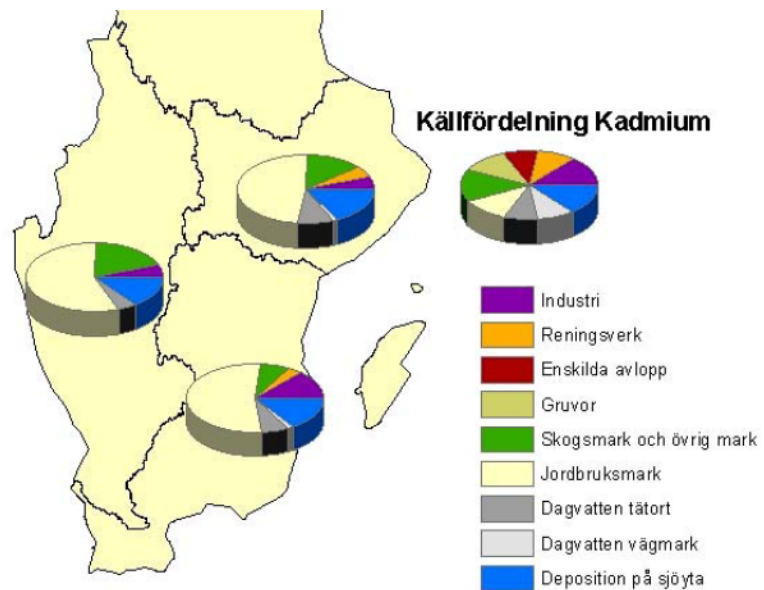 Källfördelning Kadmium
Industri
Reningsverk
Enskilda avlopp
Gruvor
Skogsmark och övrig mark
Jordbruksmark
Dagvatten tätort
Dagvatten vägmark
Deposition på sjöyta